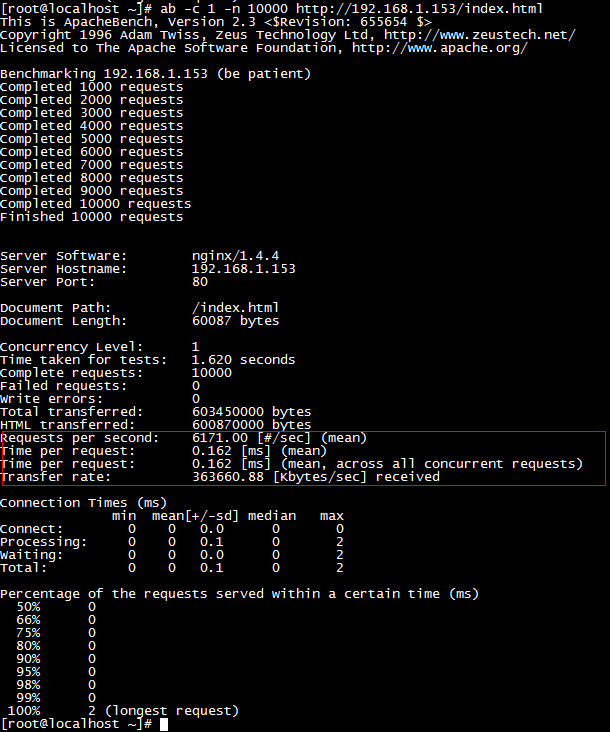 [root@localhost ~]# ab -c 1 -n 10000 http://192.168.1.153/index.html
This is ApacheBench, Version 2.3 <$Revision: 655654 $>
Copyright 1996 Adam Twiss, Zeus Technology Ltd, http://www.zeustech.net/
Licensed to The Apache Software Foundation, http://www.apache.org/

Benchmarking 192.168.1.153 (be patient)
Completed 1000 requests
Completed 2000 requests
Completed 3000 requests
Completed 4000 requests
Completed 5000 requests
Completed 6000 requests
Completed 7000 requests
Completed 8000 requests
Completed 9000 requests
Completed 10000 requests
Finished 10000 requests


Server Software:        nginx/1.4.4
Server Hostname:        192.168.1.153
Server Port:            80

Document Path:          /index.html
Document Length:        60087 bytes

Concurrency Level:      1
Time taken for tests:   1.620 seconds
Complete requests:      10000
Failed requests:        0
Write errors:           0
Total transferred:      603450000 bytes
HTML transferred:       600870000 bytes
Requests per second:    6171.00 [#/sec] (mean)
Time per request:       0.162 [ms] (mean)
Time per request:       0.162 [ms] (mean, across all concurrent requests)
Transfer rate:          363660.88 [Kbytes/sec] received

Connection Times (ms)
              min  mean[+/-sd] median   max
Connect:        0    0   0.0      0       0
Processing:     0    0   0.1      0       2
Waiting:        0    0   0.0      0       2
Total:          0    0   0.1      0       2

Percentage of the requests served within a certain time (ms)
  50%      0
  66%      0
  75%      0
  80%      0
  90%      0
  95%      0
  98%      0
  99%      0
 100%      2 (longest request)
[root@localhost ~]#